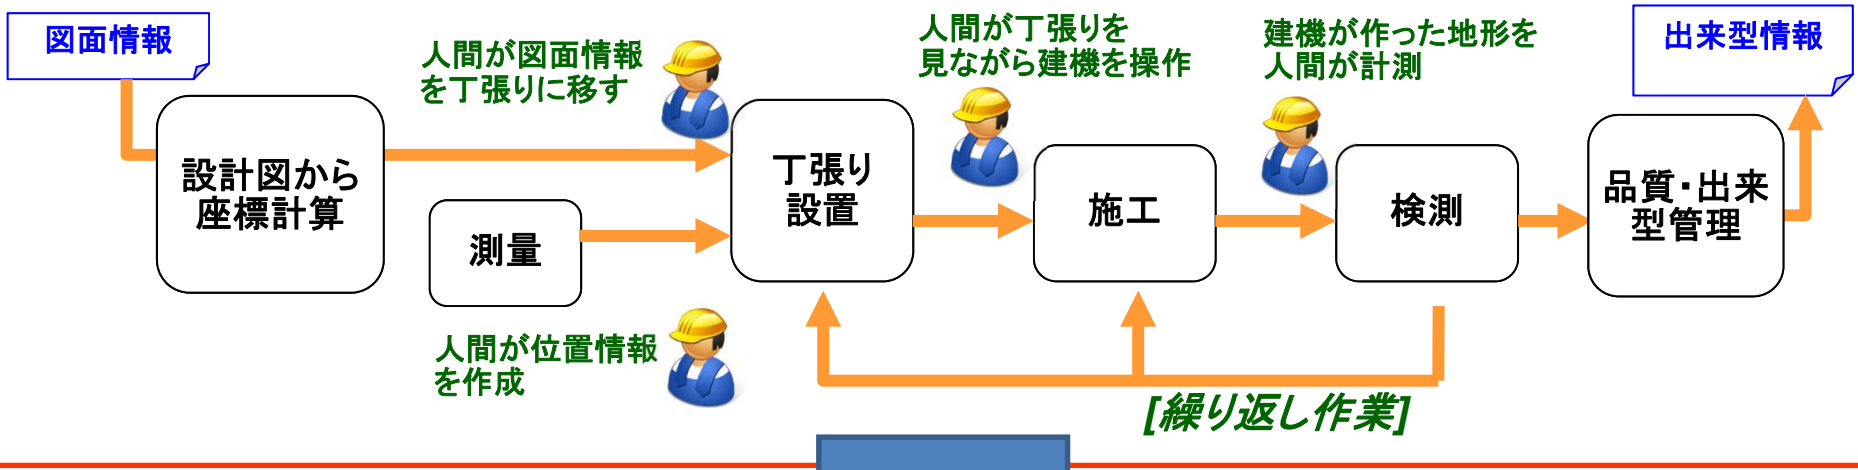 図面情報
人間が図面情報
を丁張りに移す
人間が丁張りを
見ながら建機を操作
建機が作った地形を
人間が計測
出来型情報
設計図から
座標計算
測量
丁張り
設置
施工
検測
品質・出来
型管理
人間が位置情報
を作成
[繰り返し作業]